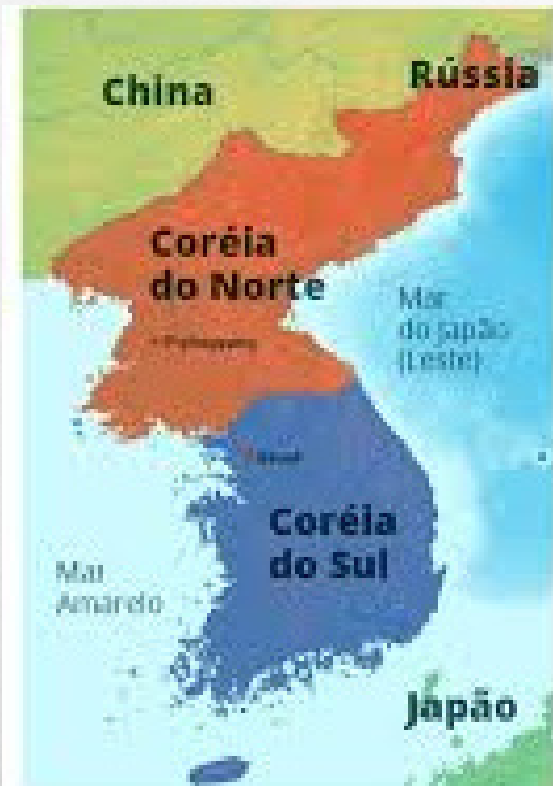 China
Rússia
Coréia
do Norte
Mar
do Japão
(Leste)
Coréia
do Sul
Mar
Amarelo
Japão